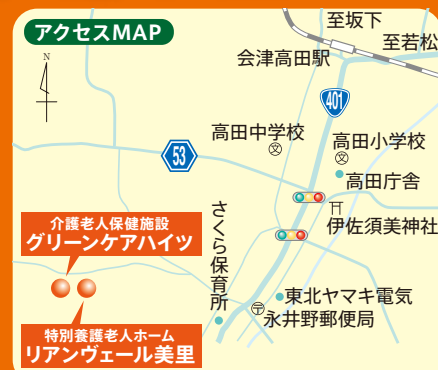 アクセスMAP
至坂下
至若松
会津高田駅
N
401
高田中学校
文
高田小学校
文
53
高田庁舎
伊佐須美神社
さくら保育所
介護老人保健施設
グリーンケアハイツ
東北ヤマキ電気
〒
永井野郵便局
特別養護老人ホーム
リアンヴェール美里